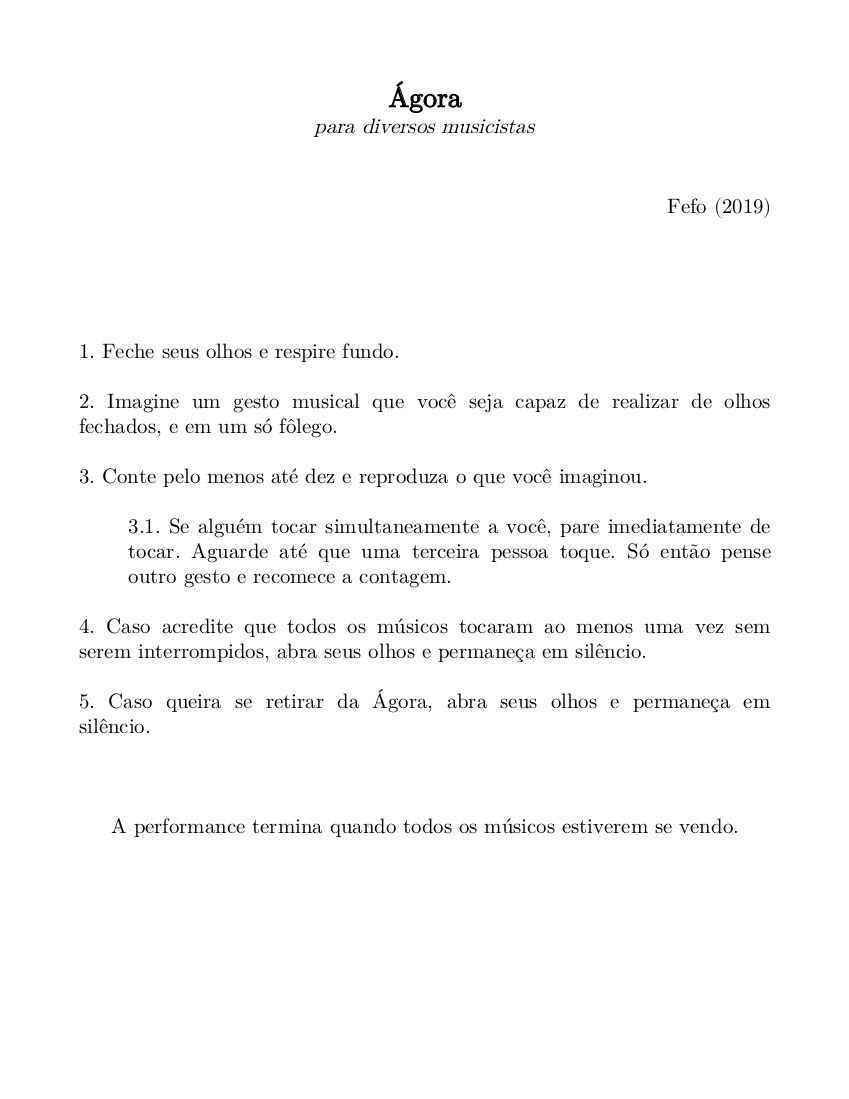 Ágora
para diversos musicistas
Fefo (2019)
1. Feche seus olhos e respire fundo.
2. Imagine um gesto musical que você seja capaz de realizar de olhos
fechados, e em um só fôlego.
3. Conte pelo menos até dez e reproduza o que você imaginou.
3.1. Se alguém tocar simultaneamente a você, pare imediatamente de
tocar. Aguarde até que uma terceira pessoa toque. Só então pense
outro gesto e recomece a contagem.
4. Caso acredite que todos os músicos tocaram ao menos uma vez sem
serem interrompidos, abra seus olhos e permaneça em silêncio.
5. Caso queira se retirar da Ágora, abra seus olhos e permaneça em
silêncio.
A performance termina quando todos os músicos estiverem se vendo.